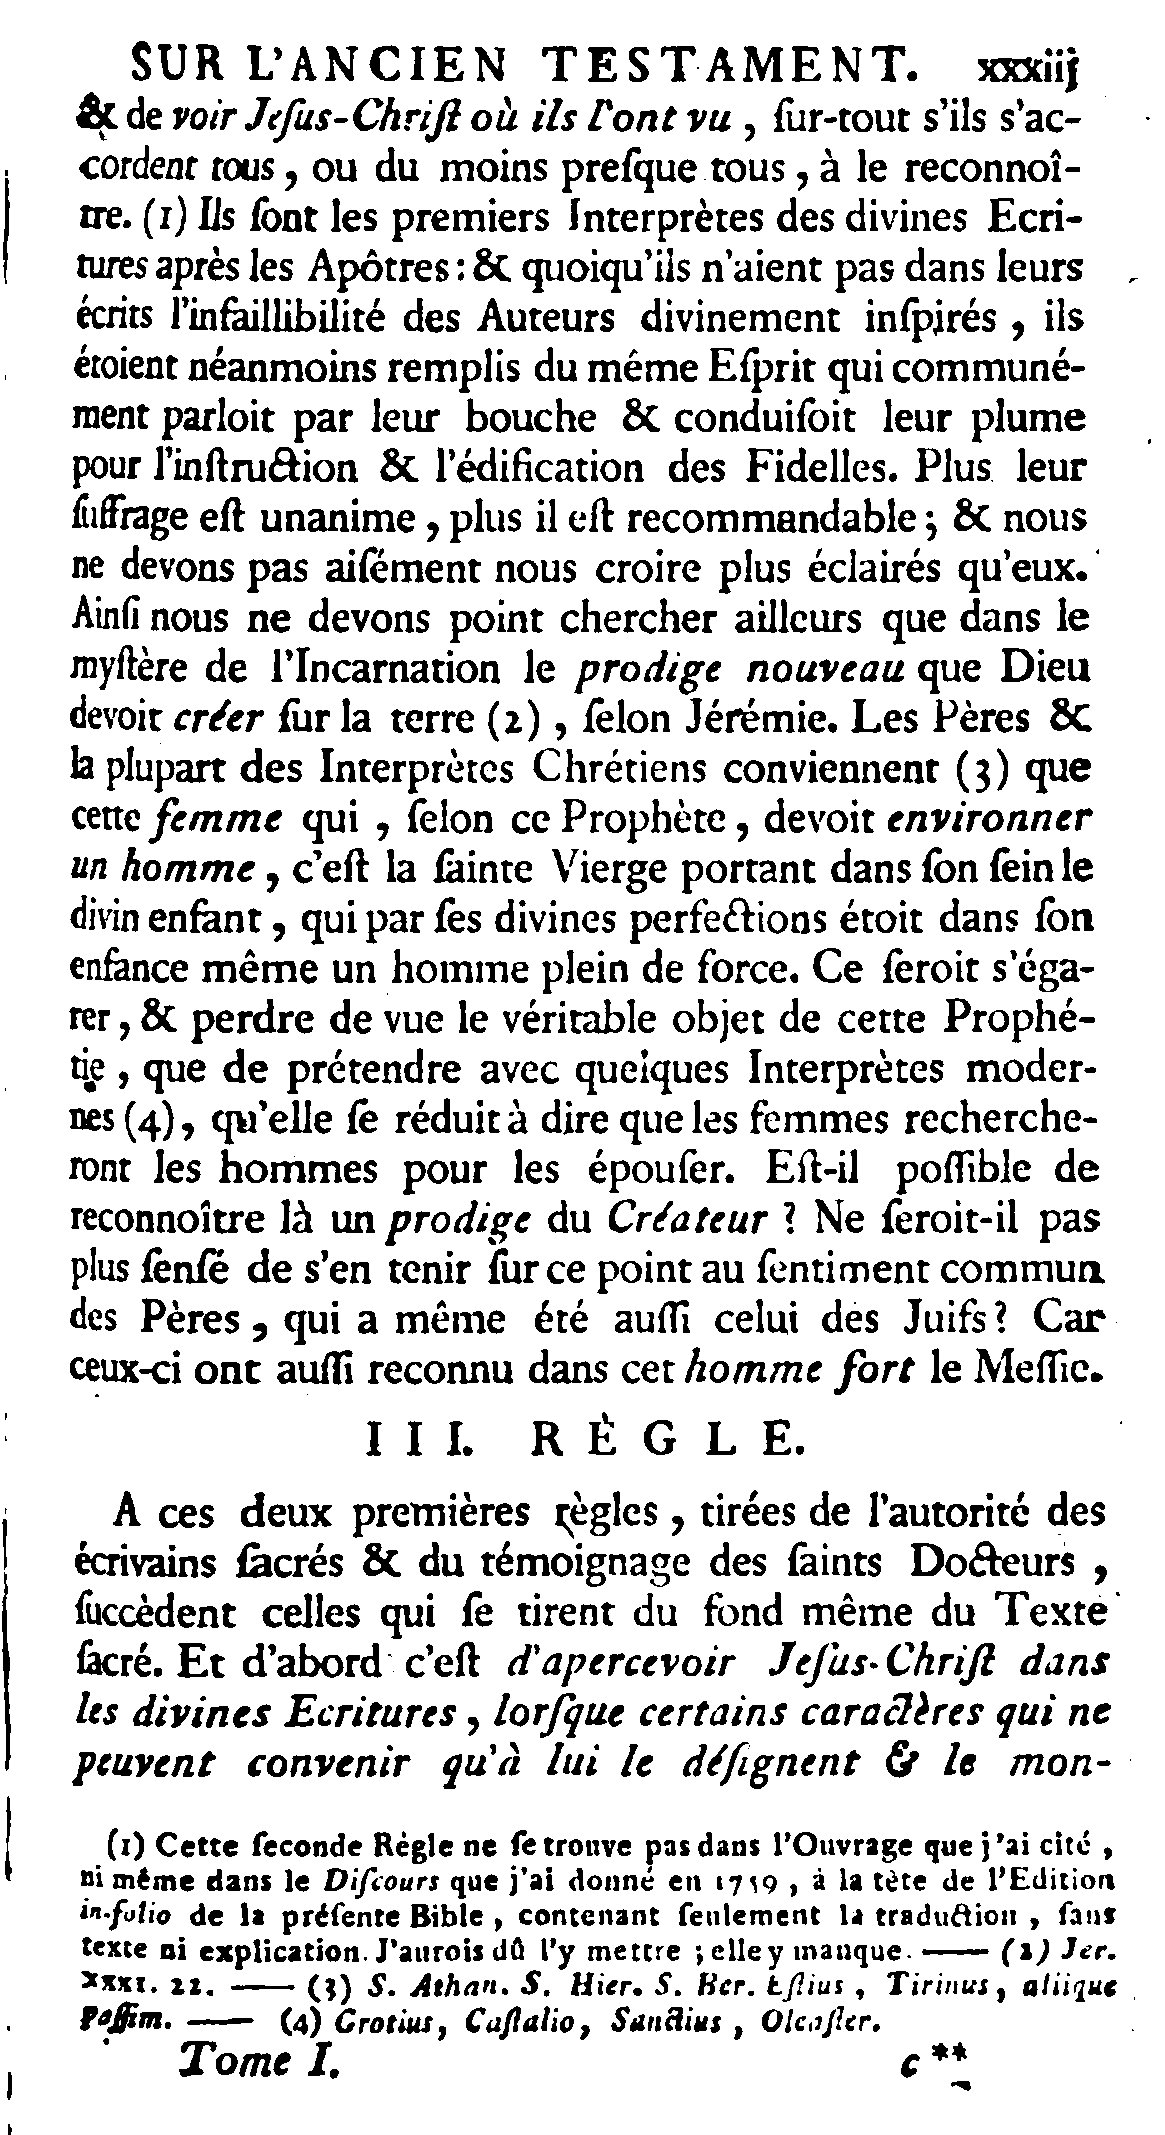 SUR L'ANCIEN TESTAMENT. xxxiij
& de voir Jeſus-Chriſt où ils l'ont vu, ſur-tout s'ils s'ac-
cordent tous, ou du moins preſque tous, à le reconnoî-
tre. (1) Ils ſont les premiers Interprètes des divines Ecri-
tures après les Apôtres: & quoiqu'ils n'aient pas dans leurs
écrits l'infaillibilité des Auteurs divinement inſpirés, ils
étoient néanmoins remplis du même Eſprit qui communé-
ment parloit par leur bouche & conduiſoit leur plume
pour l'inſtruction & l'édification des Fidelles. Plus leur
ſuffrage eſt unanime, plus il eſt recommandable; & nous
ne devons pas aiſément nous croire plus éclairés qu'eux.
Ainſi nous ne devons point chercher ailleurs que dans le
myſtère de l'Incarnation le prodige nouveau que Dieu
devoit créer ſur la terre (2), ſelon Jérémie. Les Pères &
la plupart des Interprètes Chrétiens conviennent (3) que
cette femme qui, ſelon ce Prophète, devoit environner
un homme, c'eſt la ſainte Vierge portant dans ſon ſein le
divin enfant, qui par ſes divines perfections étoit dans ſon
enfance même un homme plein de force. Ce ſeroit s'éga-
rer, & perdre de vue le véritable objet de cette Prophé-
tie, que de prétendre avec quelques Interprètes moder-
nes (4), qu'elle ſe réduit à dire que les femmes recherche-
ront les hommes pour les épouſer. Eſt-il poſſible de
reconnoître là un prodige du Créateur? Ne ſeroit-il pas
plus ſenſé de s'en tenir ſur ce point au ſentiment commun
des Pères, qui a même été auſſi celui des Juifs? Car
ceux-ci ont auſſi reconnu dans cet homme fort le Meſſie.
III. RÈGLE.
A ces deux premières règles, tirées de l'autorité des
écrivains ſacrés & du témoignage des ſaints Docteurs,
ſuccèdent celles qui ſe tirent du fond même du Texte
ſacré. Et d'abord c'eſt d'apercevoir Jeſus-Chriſt dans
les divines Ecritures, lorſque certains caractères qui ne
peuvent convenir qu'à lui le déſignent & le mon-
(1) Cette ſeconde Règle ne ſe trouve pas dans l'Ouvrage que j'ai cité,
ni même dans le Diſcours que j'ai donné en 1759, à la tête de l'Edition
in-folio de la préſente Bible, contenant ſeulement la traduction, ſans
texte ni explication. J'aurois dû l'y mettre; elle y manque. —— (2) Jer.
XXXI. 22. —— (3) S. Athan. S. Hier. S. Ber. Eſtius, Tirinus, aliique
paſſim. —— (4) Grotius, Caſtalio, Sanctius, Oleaſter.
Tome I. c **